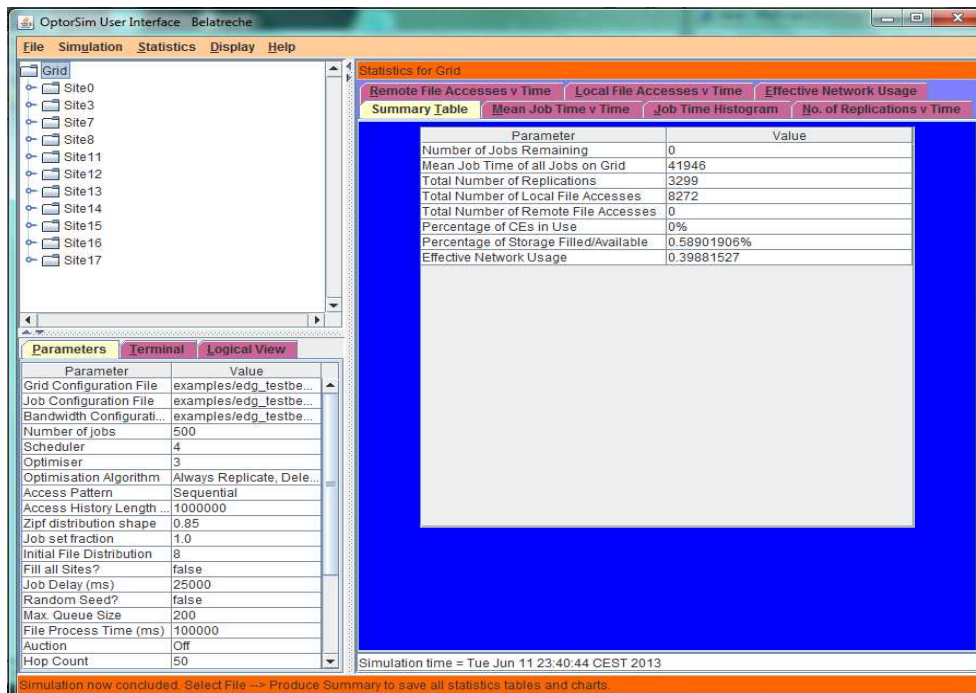 OptorSim User Interface Belatreche
File Simulation Statistics Display Help
Grid
Site0
Site3
Site7
Site8
Site11
Site12
Site13
Site14
Site15
Site16
Site17
Parameters Terminal Logical View
Parameter Value
Grid Configuration File examples/edg_testbe...
Job Configuration File examples/edg_testbe...
Bandwidth Configurati... examples/edg_testbe...
Number of jobs 500
Scheduler 4
Optimiser 3
Optimisation Algorithm Always Replicate, Dele...
Access Pattern Sequential
Access History Length ... 1000000
Zipf distribution shape 0.85
Job set fraction 1.0
Initial File Distribution 8
Fill all Sites? false
Job Delay (ms) 25000
Random Seed? false
Max. Queue Size 200
File Process Time (ms) 100000
Auction Off
Hop Count 50
Statistics for Grid
Remote File Accesses v Time Local File Accesses v Time Effective Network Usage
Summary Table Mean Job Time v Time Job Time Histogram No. of Replications v Time
Parameter Value
Number of Jobs Remaining 0
Mean Job Time of all Jobs on Grid 41946
Total Number of Replications 3299
Total Number of Local File Accesses 8272
Total Number of Remote File Accesses 0
Percentage of CEs in Use 0%
Percentage of Storage Filled/Available 0.58901906%
Effective Network Usage 0.39881527
Simulation time = Tue Jun 11 23:40:44 CEST 2013
Simulation now concluded. Select File --> Produce Summary to save all statistics tables and charts.